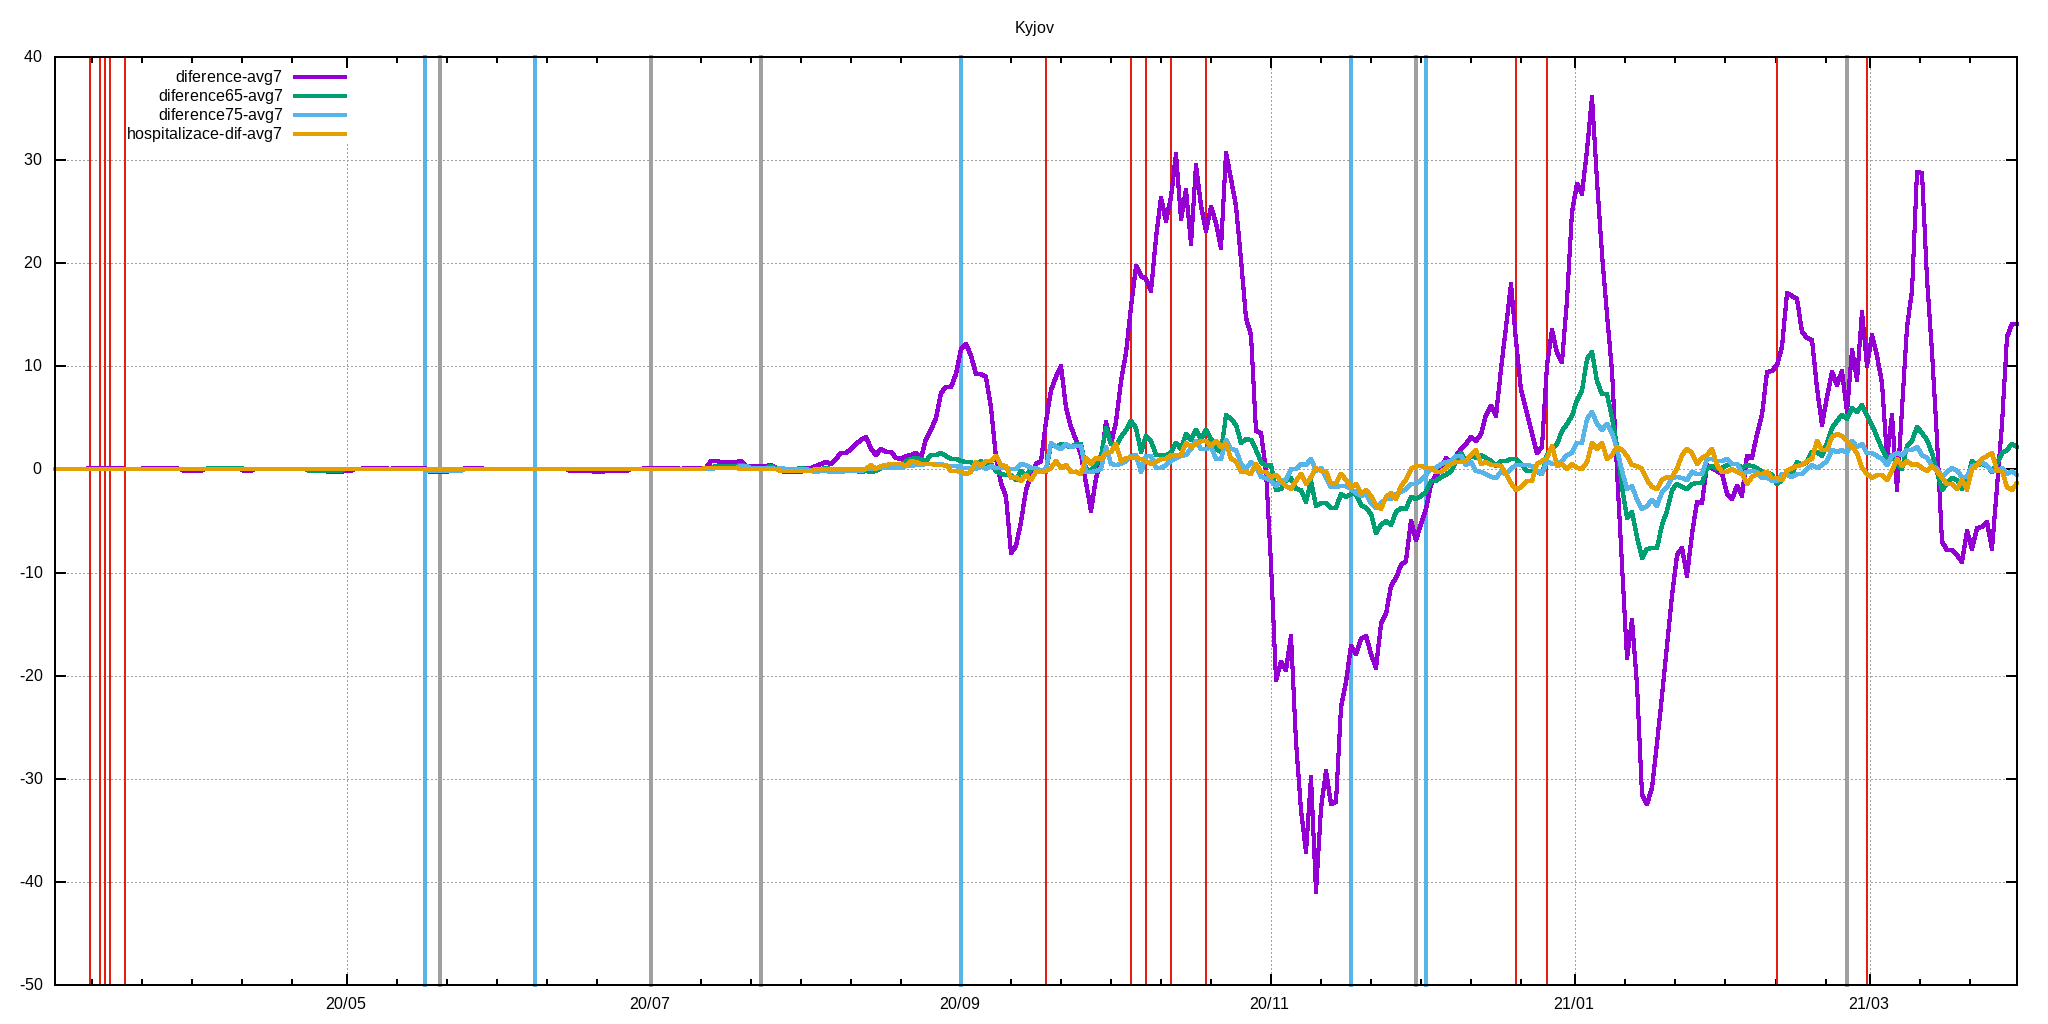 Kyjov
40
diference-avg7
diference65-avg7
diference75-avg7
hospitalizace-dif-avg7
30
20
10
0
-10
-20
-30
-40
-50
20/05 20/07 20/09 20/11 21/01 21/03